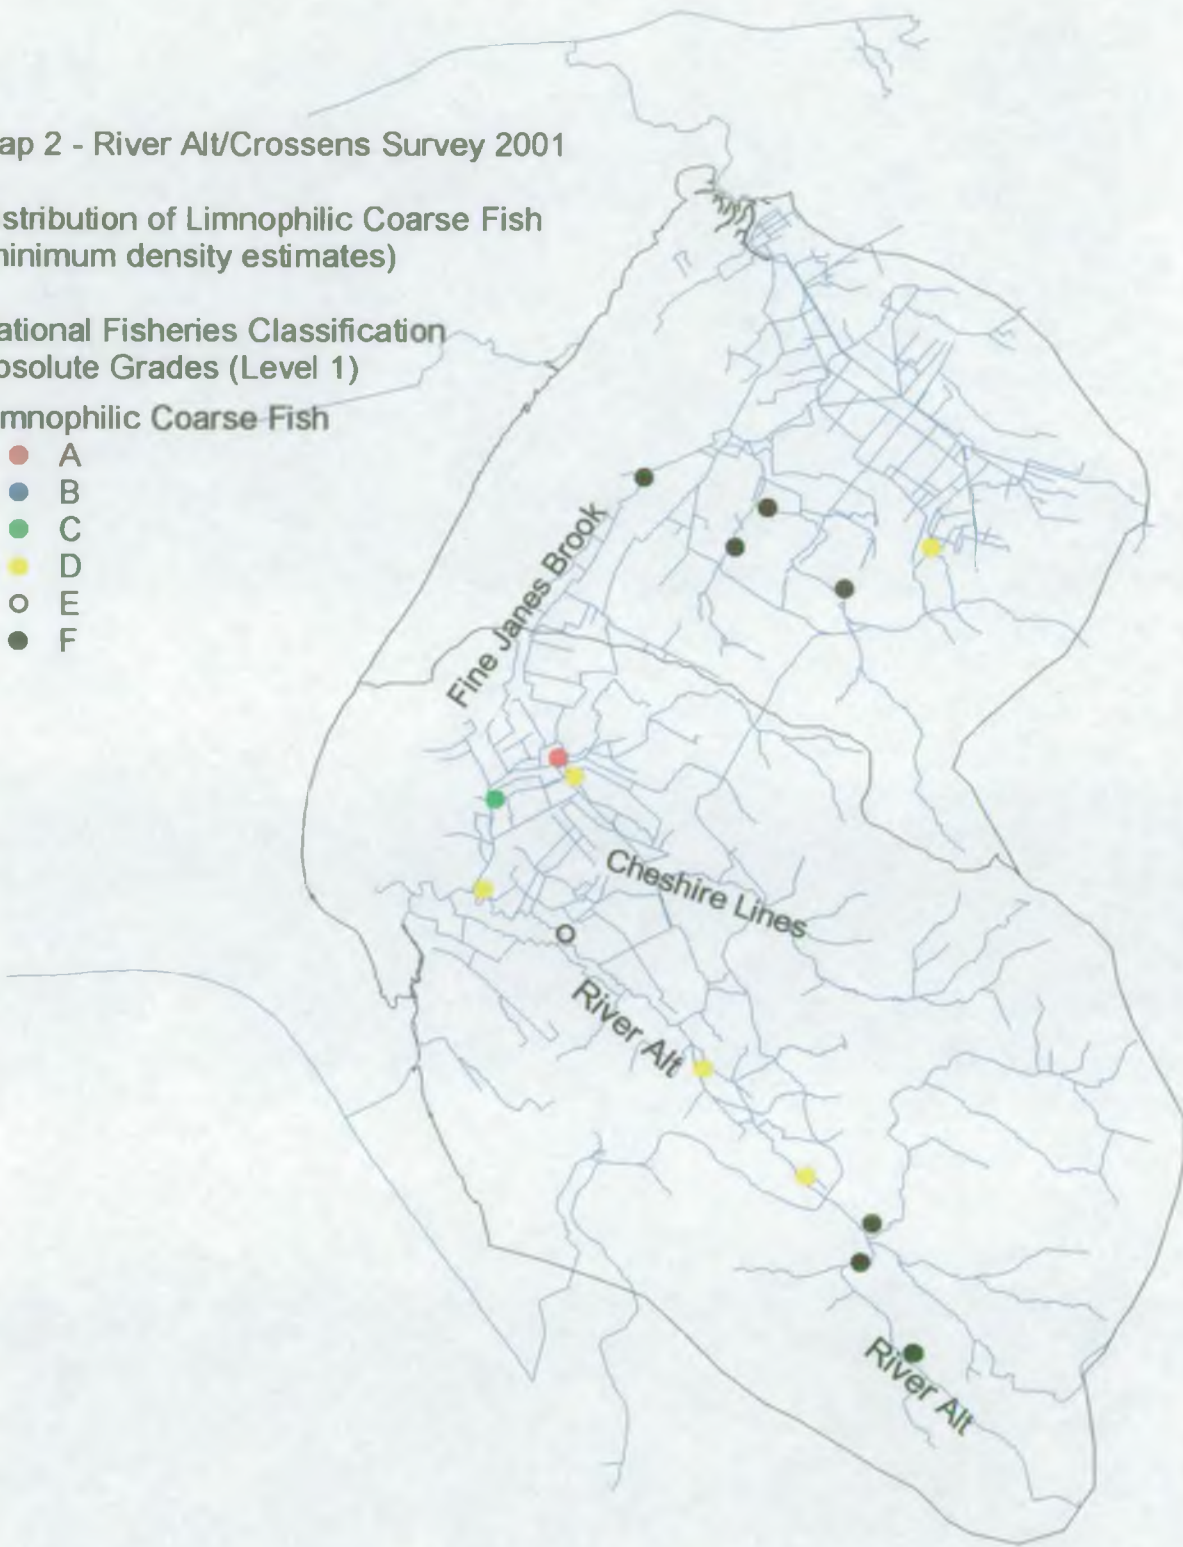 ap 2 - River Alt/Crossens Survey 2001
stribution of Limnophilic Coarse Fish
ninimum density estimates)
ational Fisheries Classification
bsolute Grades (Level 1)
mnophilic Coarse Fish
A
B
C
D
E
F
Fine Janes Brook
Cheshire Lines
River Alt
River Alt